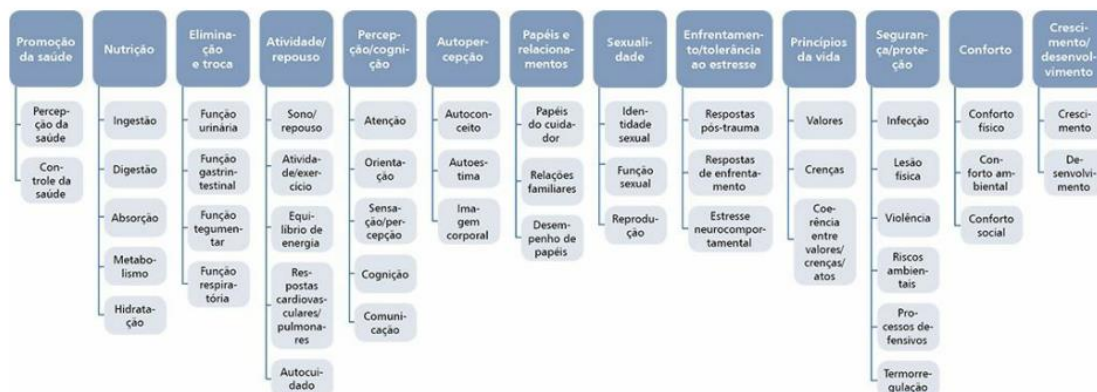 Promoção
da saúde
Percep-
ção da
saúde
Controle da
saúde
Nutrição
Ingestão
Digestão
Absorção
Metabo-
lismo
Hidrata-
ção
Elimina-
ção
e troca
Função
urinária
Função
gastrin-
testinal
Função
tegumen-
tar
Função
respira-
tória
Atividade/
repouso
Sono/
repouso
Ativida-
de/exer-
cício
Equi-
líbrio de
energia
Res-
postas
cardiovas-
culares/
pulmona-
res
Autocui-
dado
Percep-
ção/cog-
nição
Atenção
Orienta-
ção
Sensa-
ção/per-
cepção
Cognição
Comuni-
cação
Autoper-
cepção
Autocon-
ceito
Autoes-
tima
Ima-
gem
corporal
Papéis e
relaciona-
mentos
Papéis
do cuida-
dor
Relações
familiares
Desem-
penho de
papéis
Sexuali-
dade
Iden-
tidade
sexual
Função
sexual
Reprodu-
ção
Enfrenta-
mento/tolerância
ao estresse
Respostas
pós-trauma
Respostas
de enfren-
tamento
Estresse
neurocompor-
tamental
Princípios
da vida
Valores
Crenças
Coe-
rência
entre
valores/
crenças/
atos
Seguran-
ça/prote-
ção
Infecção
Lesão
física
Violência
Riscos
ambien-
tais
Pro-
cessos de-
fensivos
Termorre-
gulação
Conforto
Conforto
físico
Con-
forto am-
biental
Conforto
social
Cresci-
mento/
desenvol-
vimento
Cresci-
mento
De-
senvolvi-
mento